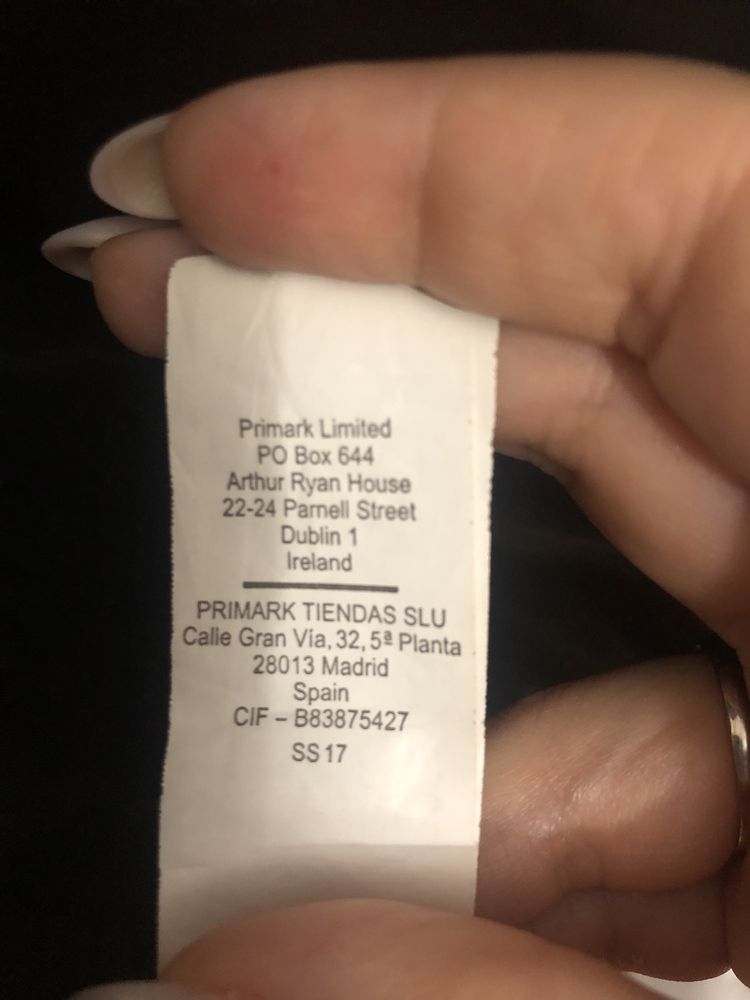 Primark Limited
PO Box 644
Arthur Ryan House
22-24 Parnell Street
Dublin 1
Ireland
PRIMARK TIENDAS SLU
Calle Gran Vía, 32, 5ª Planta
28013 Madrid
Spain
CIF – B83875427
SS 17